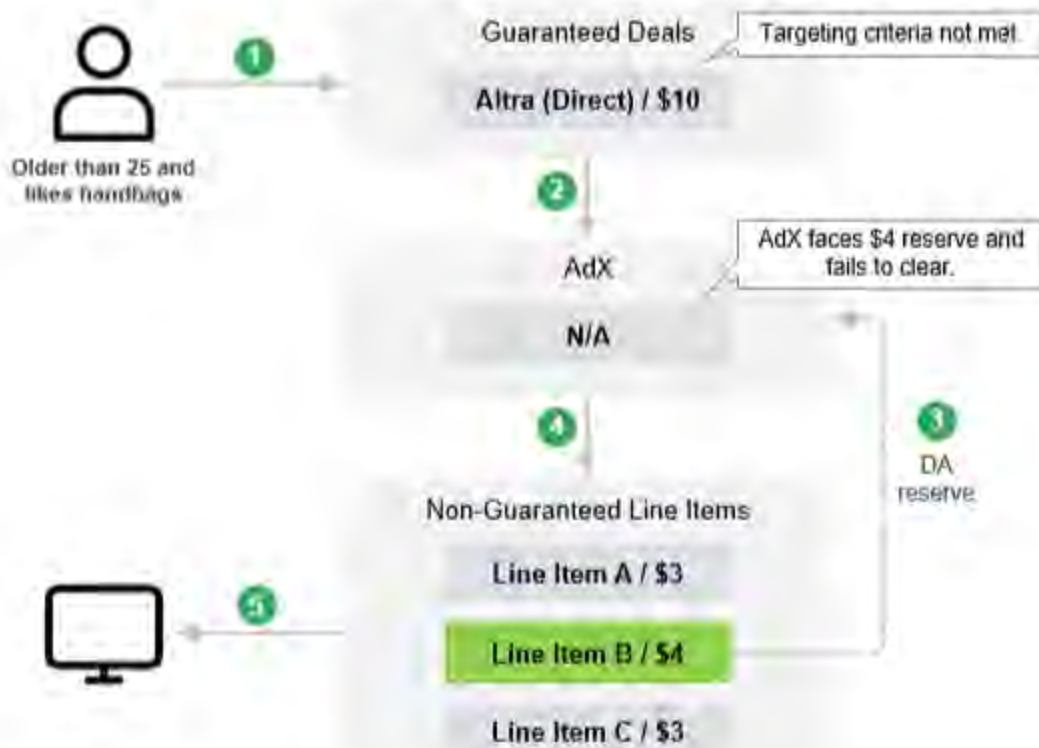 1
Older than 25 and
likes handbags
Guaranteed Deals
Targeting criteria not met.
Altra (Direct) / $10
2
AdX
AdX faces $4 reserve and
fails to clear.
N/A
4
3
DA
reserve
Non-Guaranteed Line Items
Line Item A / $3
5
Line Item B / $4
Line Item C / $3